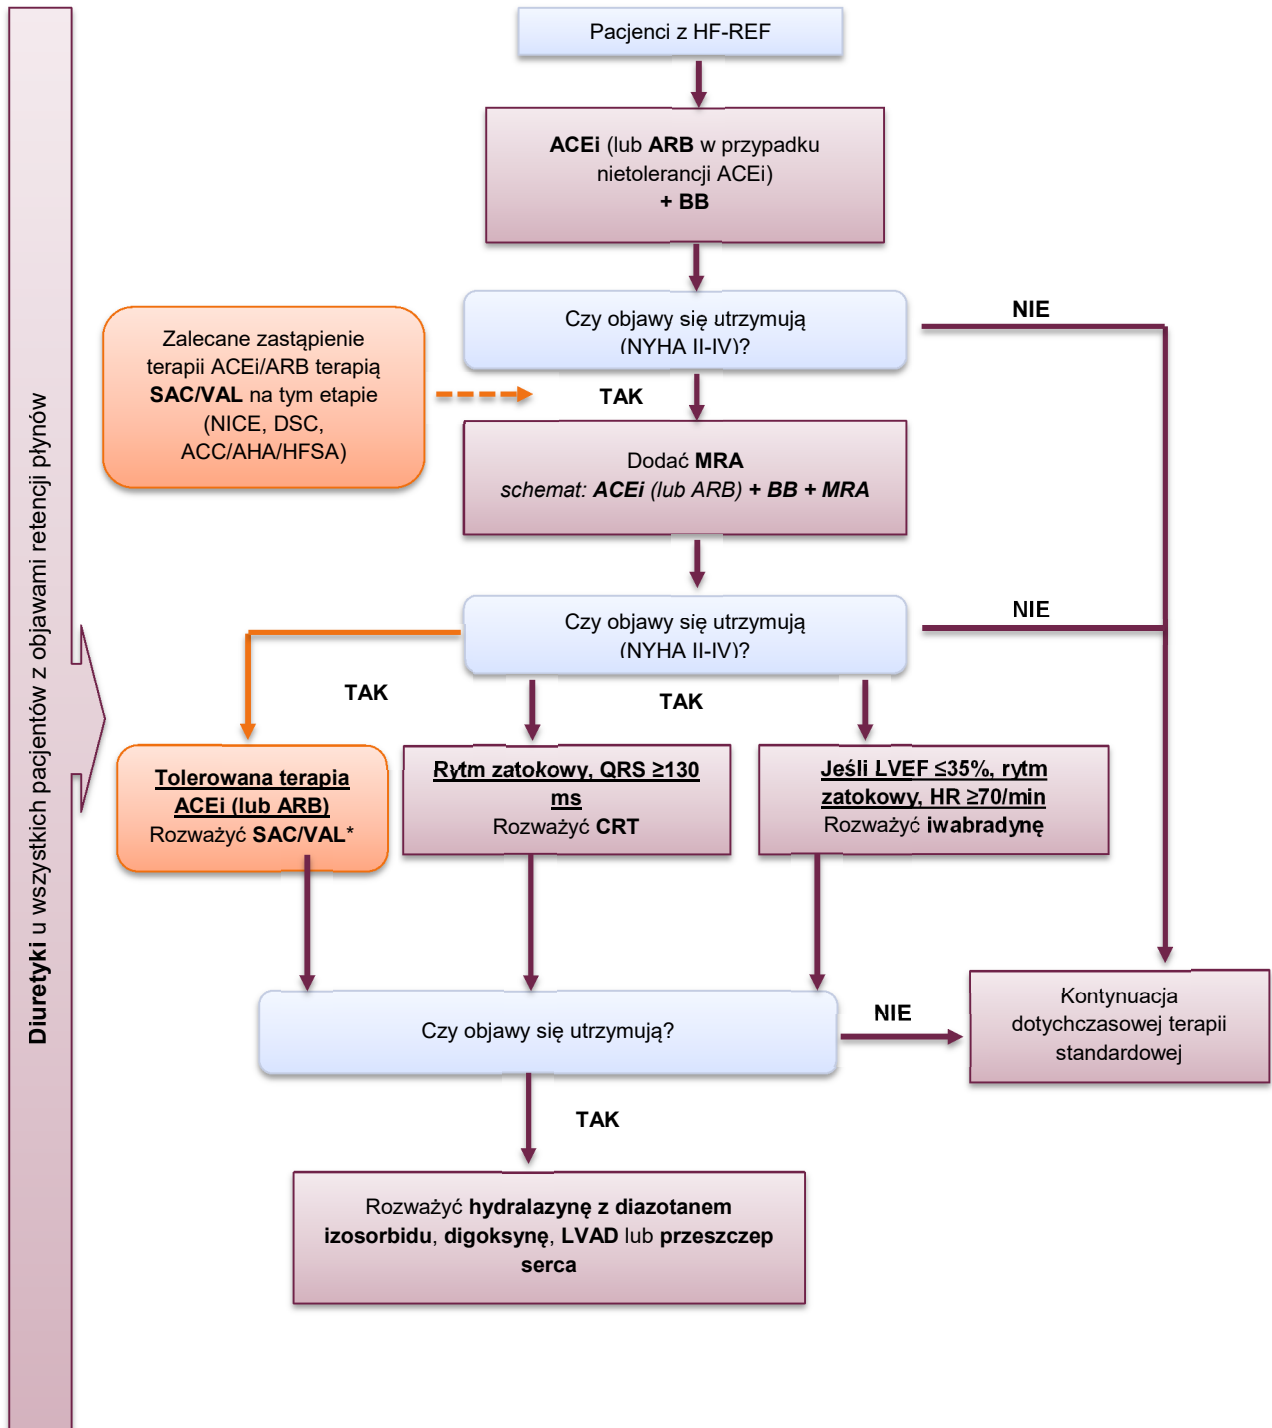 Pacjenci z HF-REF
ACEi (lub ARB w przypadku
nietolerancji ACEi)
+ BB
Czy objawy się utrzymują
(NYHA II-IV)?
NIE
Zalecane zastąpienie
terapii ACEi/ARB terapią
SAC/VAL na tym etapie
(NICE, DSC,
ACC/AHA/HFSA)
TAK
Dodać MRA
schemat: ACEi (lub ARB) + BB + MRA
Czy objawy się utrzymują
(NYHA II-IV)?
NIE
TAK
TAK
Tolerowana terapia
ACEi (lub ARB)
Rozważyć SAC/VAL*
Rytm zatokowy, QRS ≥130
ms
Rozważyć CRT
Jeśli LVEF ≤35%, rytm
zatokowy, HR ≥70/min
Rozważyć iwabradynę
Czy objawy się utrzymują?
NIE
Kontynuacja
dotychczasowej terapii
standardowej
TAK
Rozważyć hydralazynę z diazotanem
izosorbidu, digoksynę, LVAD lub przeszczep
serca
Diuretyki u wszystkich pacjentów z objawami retencji płynów